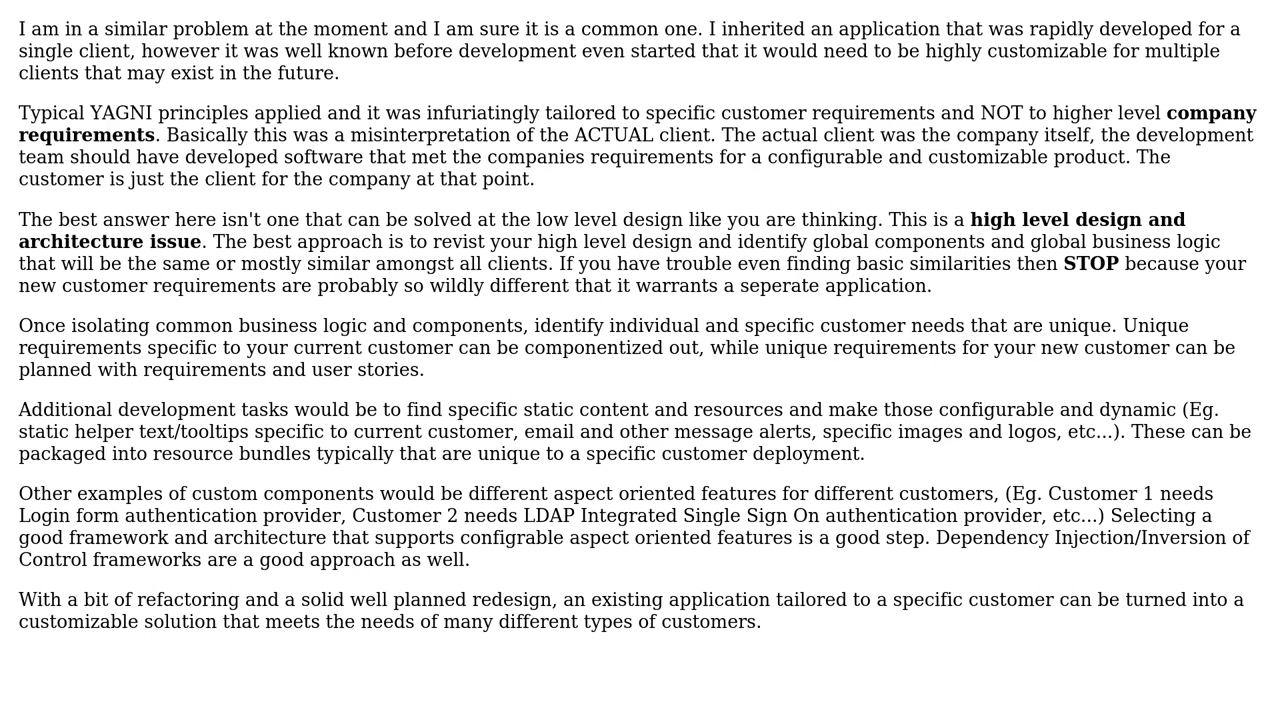 I am in a similar problem at the moment and I am sure it is a common one. I inherited an application that was rapidly developed for a
single client, however it was well known before development even started that it would need to be highly customizable for multiple
clients that may exist in the future.
Typical YAGNI principles applied and it was infuriatingly tailored to specific customer requirements and NOT to higher level company
requirements. Basically this was a misinterpretation of the ACTUAL client. The actual client was the company itself, the development
team should have developed software that met the companies requirements for a configurable and customizable product. The
customer is just the client for the company at that point.
The best answer here isn't one that can be solved at the low level design like you are thinking. This is a high level design and
architecture issue. The best approach is to revist your high level design and identify global components and global business logic
that will be the same or mostly similar amongst all clients. If you have trouble even finding basic similarities then STOP because your
new customer requirements are probably so wildly different that it warrants a seperate application.
Once isolating common business logic and components, identify individual and specific customer needs that are unique. Unique
requirements specific to your current customer can be componentized out, while unique requirements for your new customer can be
planned with requirements and user stories.
Additional development tasks would be to find specific static content and resources and make those configurable and dynamic (Eg.
static helper text/tooltips specific to current customer, email and other message alerts, specific images and logos, etc...). These can be
packaged into resource bundles typically that are unique to a specific customer deployment.
Other examples of custom components would be different aspect oriented features for different customers, (Eg. Customer 1 needs
Login form authentication provider, Customer 2 needs LDAP Integrated Single Sign On authentication provider, etc...) Selecting a
good framework and architecture that supports configrable aspect oriented features is a good step. Dependency Injection/Inversion of
Control frameworks are a good approach as well.
With a bit of refactoring and a solid well planned redesign, an existing application tailored to a specific customer can be turned into a
customizable solution that meets the needs of many different types of customers.